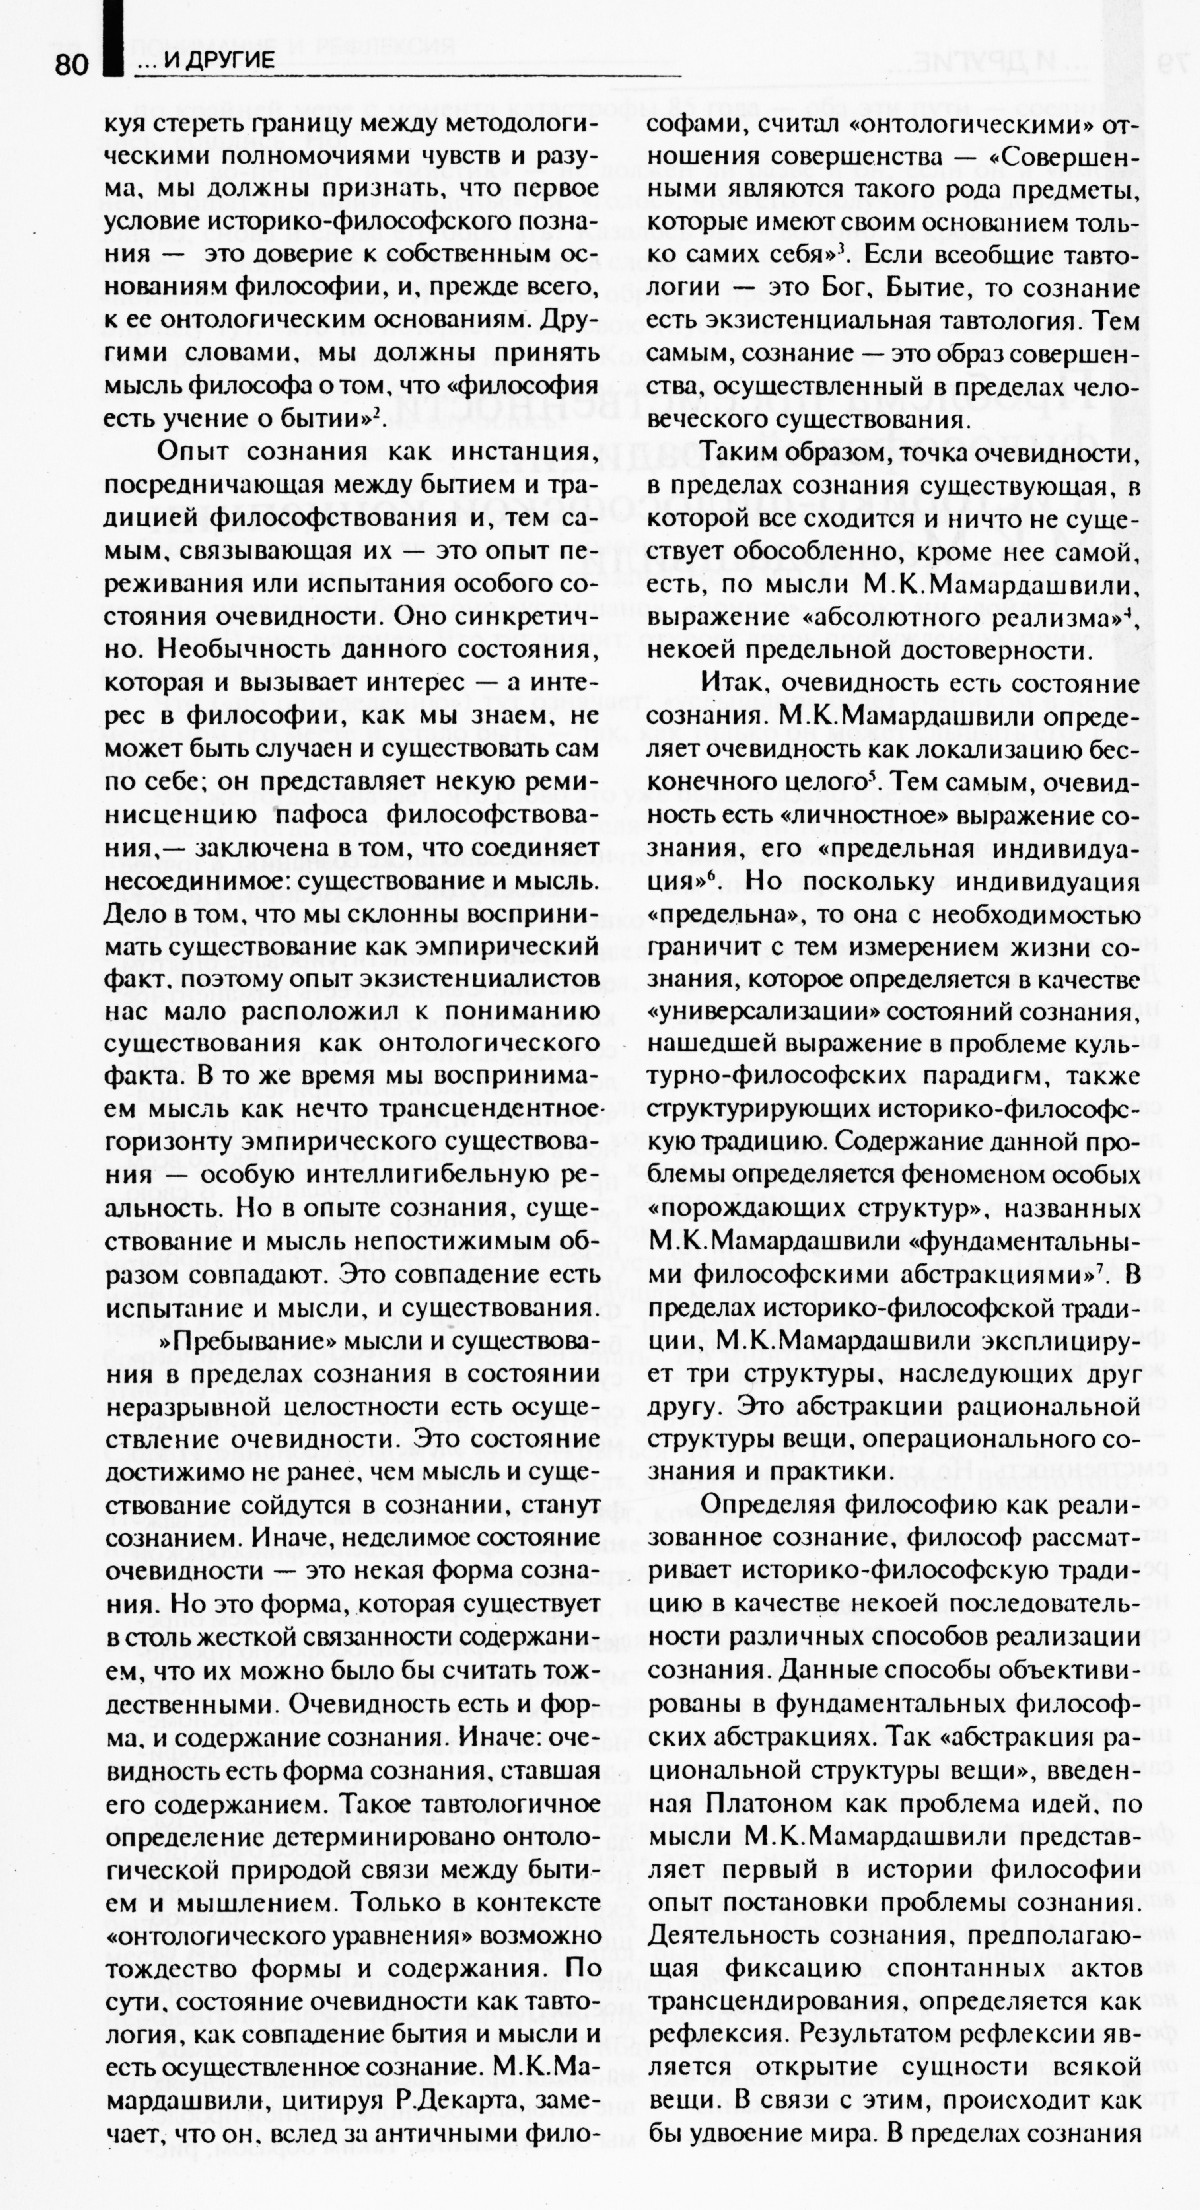 80
... И ДРУГИЕ
куя стереть границу между методологи-
ческими полномочиями чувств и разу-
ма, мы должны признать, что первое
условие историко-философского позна-
ния — это доверие к собственным ос-
нованиям философии, и, прежде всего,
к ее онтологическим основаниям. Дру-
гими словами, мы должны принять
мысль философа о том, что «философия
есть учение о бытии»².
Опыт сознания как инстанция,
посредничающая между бытием и тра-
дицией философствования и, тем са-
мым, связывающая их — это опыт пе-
реживания или испытания особого со-
стояния очевидности. Оно синкретич-
но. Необычность данного состояния,
которая и вызывает интерес — а инте-
рес в философии, как мы знаем, не
может быть случаен и существовать сам
по себе; он представляет некую реми-
нисценцию пафоса философствова-
ния,— заключена в том, что соединяет
несоединимое: существование и мысль.
Дело в том, что мы склонны восприни-
мать существование как эмпирический
факт, поэтому опыт экзистенциалистов
нас мало расположил к пониманию
существования как онтологического
факта. В то же время мы воспринима-
ем мысль как нечто трансцендентное
горизонту эмпирического существова-
ния — особую интеллигибельную ре-
альность. Но в опыте сознания, суще-
ствование и мысль непостижимым об-
разом совпадают. Это совпадение есть
испытание и мысли, и существования.
»Пребывание» мысли и существова-
ния в пределах сознания в состоянии
неразрывной целостности есть осуще-
ствление очевидности. Это состояние
достижимо не ранее, чем мысль и суще-
ствование сойдутся в сознании, станут
сознанием. Иначе, неделимое состояние
очевидности — это некая форма созна-
ния. Но это форма, которая существует
в столь жесткой связанности содержани-
ем, что их можно было бы считать тож-
дественными. Очевидность есть и фор-
ма, и содержание сознания. Иначе: оче-
видность есть форма сознания, ставшая
его содержанием. Такое тавтологичное
определение детерминировано онтоло-
гической природой связи между быти-
ем и мышлением. Только в контексте
«онтологического уравнения» возможно
тождество формы и содержания. По
сути, состояние очевидности как тавто-
логия, как совпадение бытия и мысли и
есть осуществленное сознание. М.К.Ма-
мардашвили, цитируя Р.Декарта, заме-
чает, что он, вслед за античными фило-
софами, считал «онтологическими» от-
ношения совершенства — «Совершен-
ными являются такого рода предметы,
которые имеют своим основанием толь-
ко самих себя»³. Если всеобщие тавто-
логии — это Бог, Бытие, то сознание
есть экзистенциальная тавтология. Тем
самым, сознание — это образ совершен-
ства, осуществленный в пределах чело-
веческого существования.
Таким образом, точка очевидности,
в пределах сознания существующая, в
которой все сходится и ничто не суще-
ствует обособленно, кроме нее самой,
есть, по мысли М.К.Мамардашвили,
выражение «абсолютного реализма»⁴,
некоей предельной достоверности.
Итак, очевидность есть состояние
сознания. М.К.Мамардашвили опреде-
ляет очевидность как локализацию бес-
конечного целого⁵. Тем самым, очевид-
ность есть «личностное» выражение со-
знания, его «предельная индивидуа-
ция»⁶. Но поскольку индивидуация
«предельна», то она с необходимостью
граничит с тем измерением жизни со-
знания, которое определяется в качестве
«универсализации» состояний сознания,
нашедшей выражение в проблеме куль-
турно-философских парадигм, также
структурирующих историко-философс-
кую традицию. Содержание данной про-
блемы определяется феноменом особых
«порождающих структур», названных
М.К.Мамардашвили «фундаментальны-
ми философскими абстракциями»⁷. В
пределах историко-философской тради-
ции, М.К.Мамардашвили эксплициру-
ет три структуры, наследующих друг
другу. Это абстракции рациональной
структуры вещи, операционального со-
знания и практики.
Определяя философию как реали-
зованное сознание, философ рассмат-
ривает историко-философскую тради-
цию в качестве некоей последователь-
ности различных способов реализации
сознания. Данные способы объективи-
рованы в фундаментальных философ-
ских абстракциях. Так «абстракция ра-
циональной структуры вещи», введен-
ная Платоном как проблема идей, по
мысли М.К.Мамардашвили представ-
ляет первый в истории философии
опыт постановки проблемы сознания.
Деятельность сознания, предполагаю-
щая фиксацию спонтанных актов
трансцендирования, определяется как
рефлексия. Результатом рефлексии яв-
ляется открытие сущности всякой
вещи. В связи с этим, происходит как
бы удвоение мира. В пределах сознания